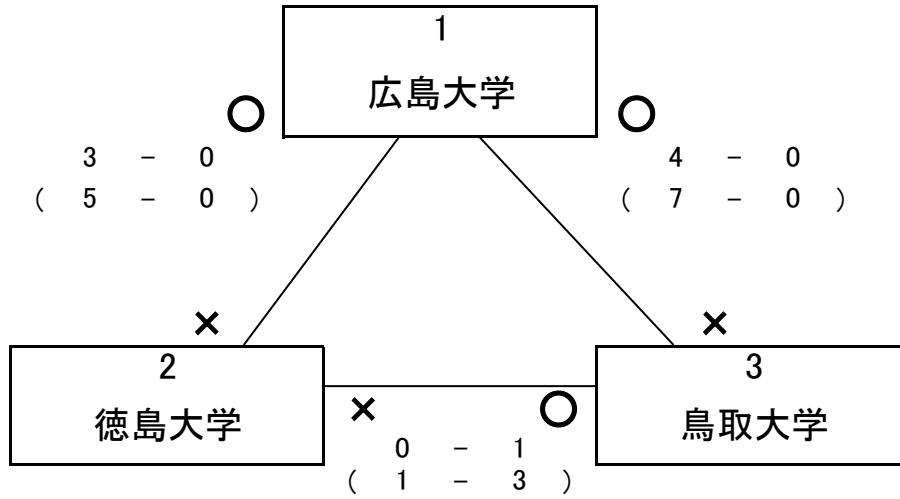 1
広島大学
○ ○
3 － 0 4 － 0
( 5 － 0 ) ( 7 － 0 )
× ×
2 3
徳島大学 鳥取大学
× ○
0 － 1
( 1 － 3 )